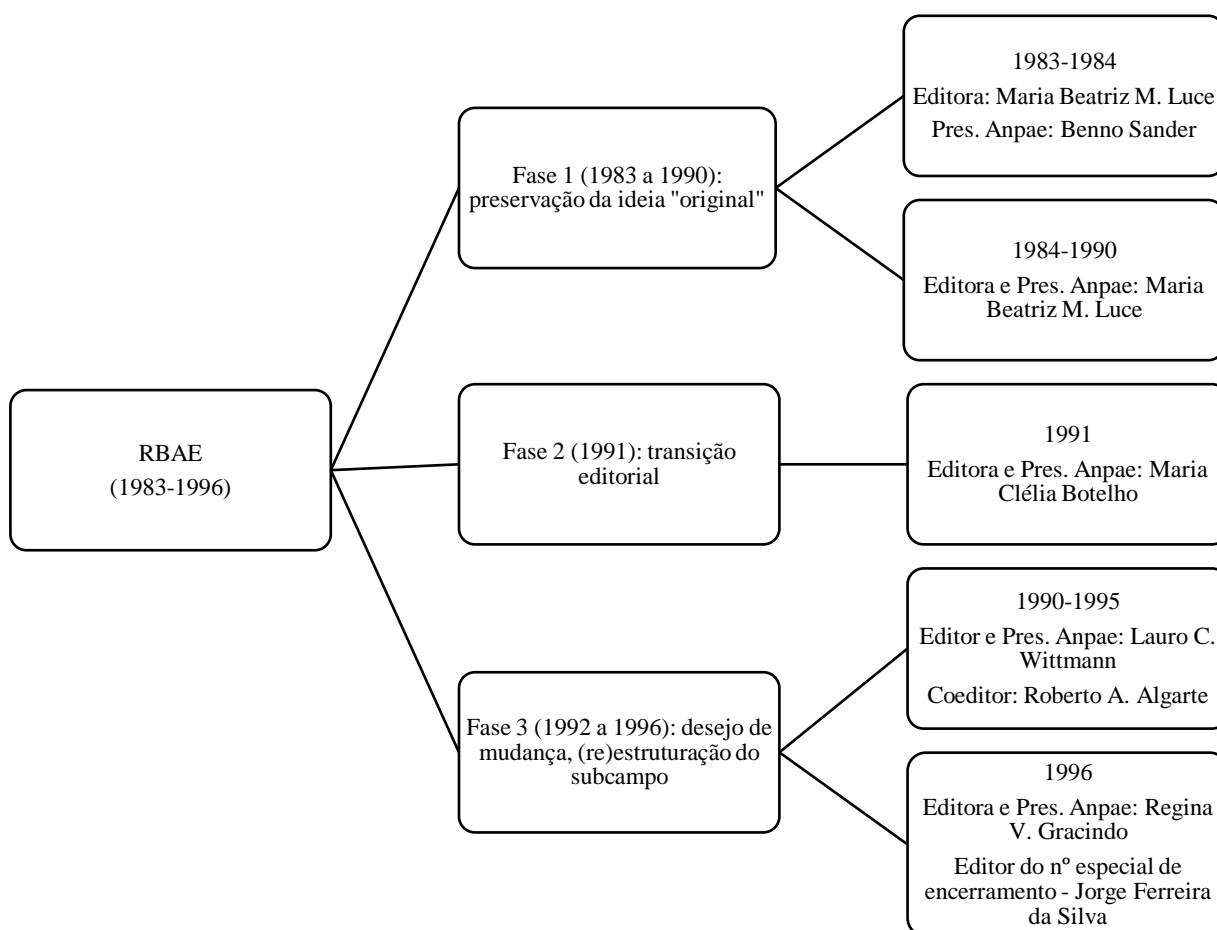 RBAE
(1983-1996)
Fase 1 (1983 a 1990):
preservação da ideia "original"
1983-1984
Editora: Maria Beatriz M. Luce
Pres. Anpae: Benno Sander
1984-1990
Editora e Pres. Anpae: Maria
Beatriz M. Luce
Fase 2 (1991): transição
editorial
1991
Editora e Pres. Anpae: Maria
Clélia Botelho
Fase 3 (1992 a 1996): desejo de
mudança, (re)estruturação do
subcampo
1990-1995
Editor e Pres. Anpae: Lauro C.
Wittmann
Coeditor: Roberto A. Algarte
1996
Editora e Pres. Anpae: Regina
V. Gracindo
Editor do nº especial de
encerramento - Jorge Ferreira
da Silva